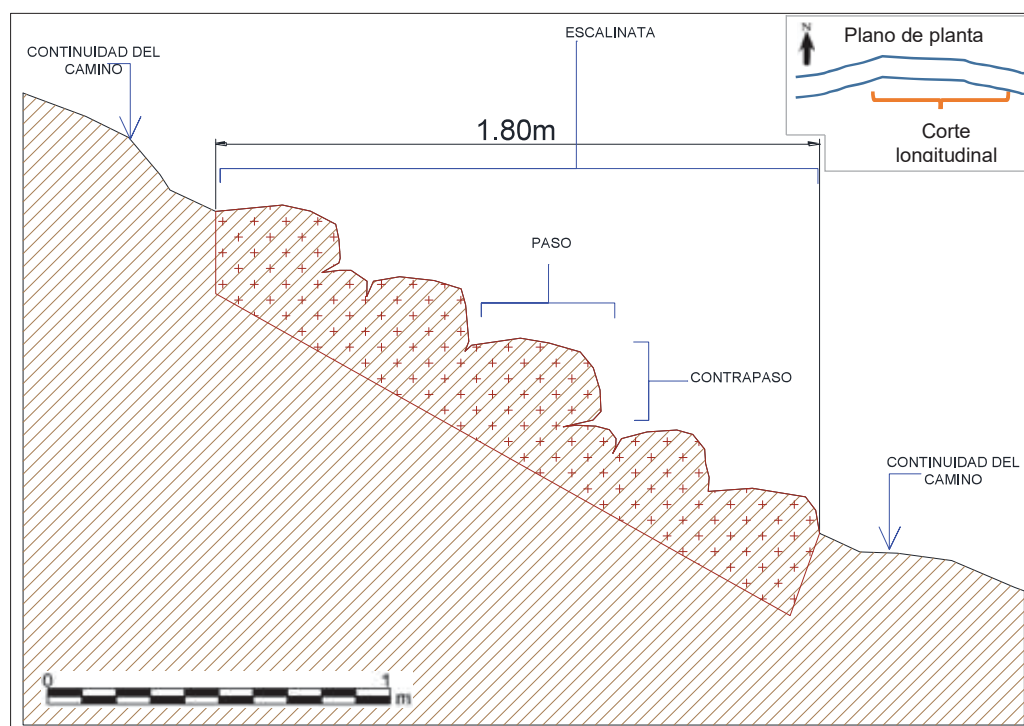 ESCALINATA
CONTINUIDAD DEL
CAMINO
N
Plano de planta
Corte
longitudinal
1.80m
PASO
CONTRAPASO
CONTINUIDAD DEL
CAMINO
0 1
m